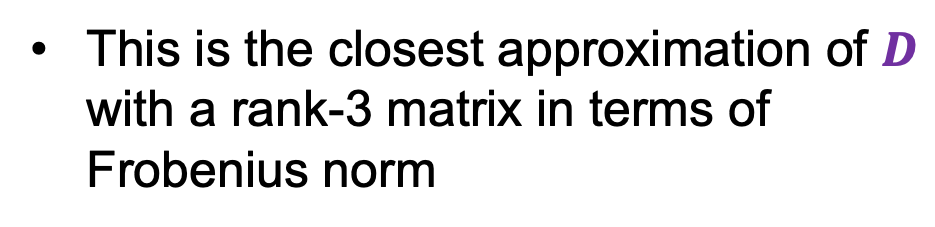 • This is the closest approximation of D
with a rank-3 matrix in terms of
Frobenius norm